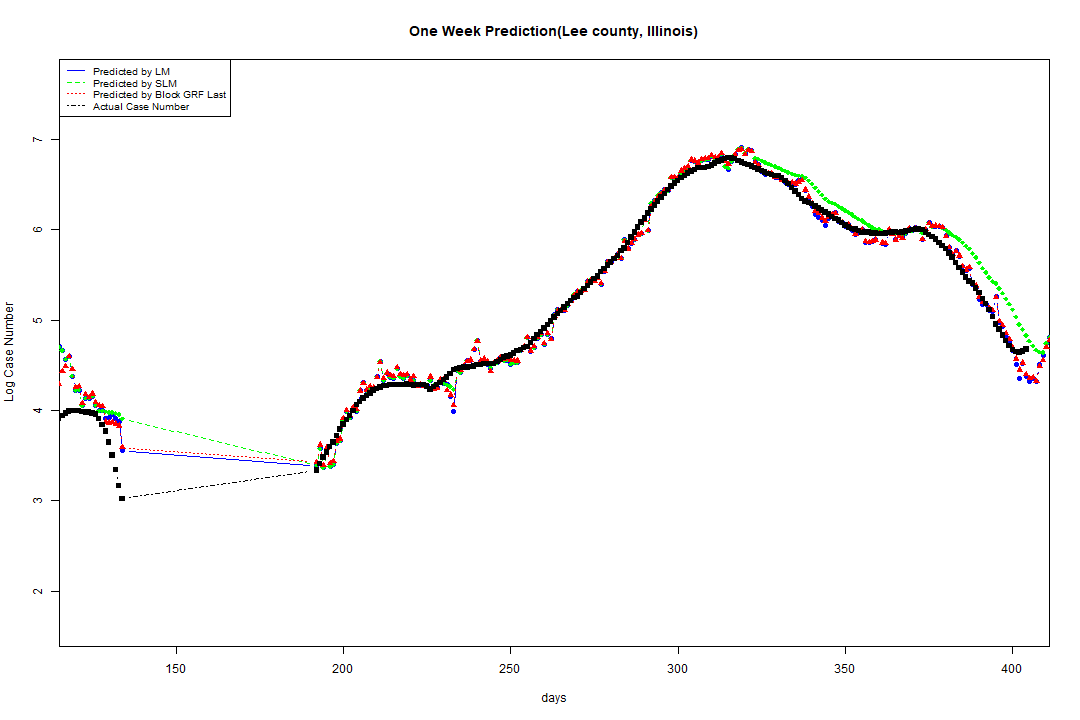 One Week Prediction(Lee county, Illinois)
Predicted by LM
Predicted by SLM
Predicted by Block GRF Last
Actual Case Number
Log Case Number
7
6
5
4
3
2
150
200
250
300
350
400
days